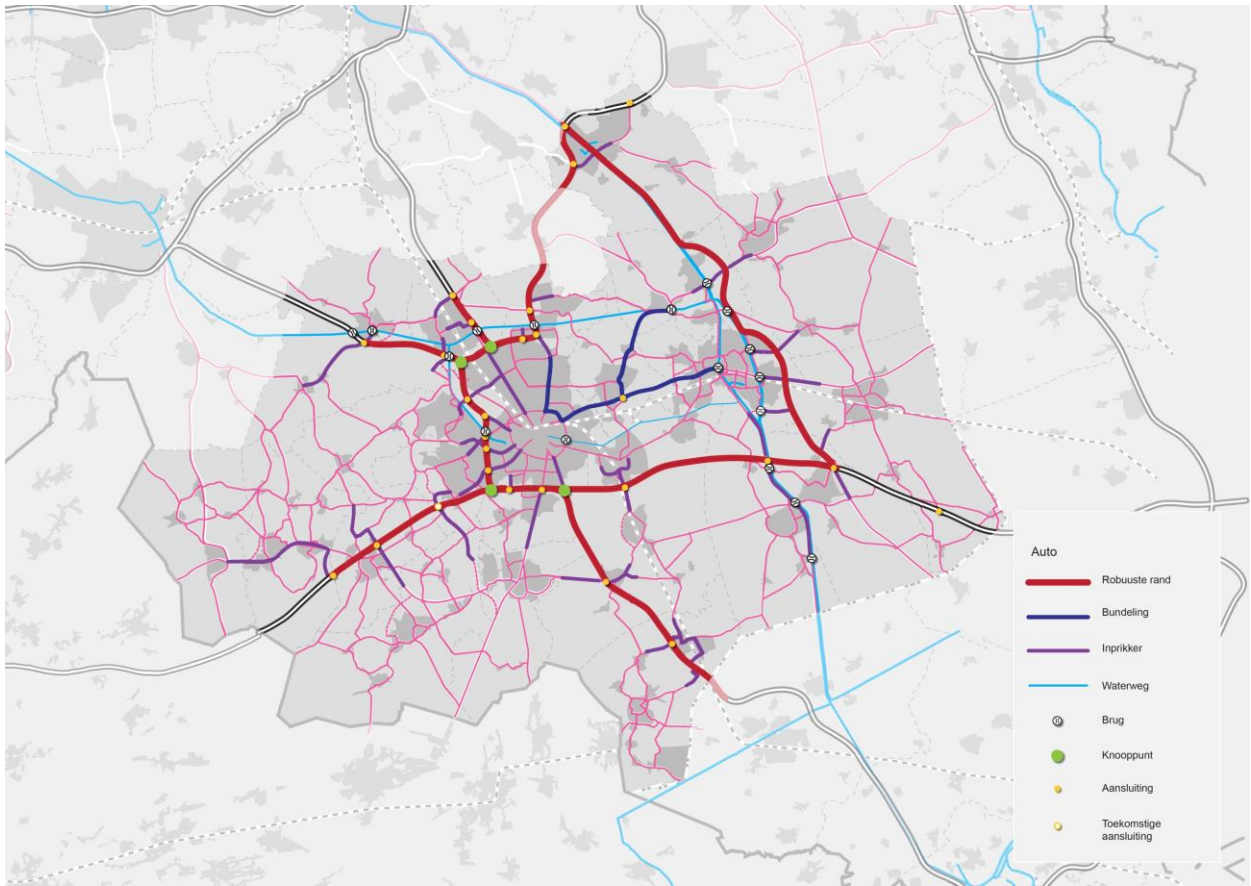 Auto
Robuuste rand
Bundeling
Inprikker
Waterweg
Brug
Knooppunt
Aansluiting
Toekomstige
aansluiting